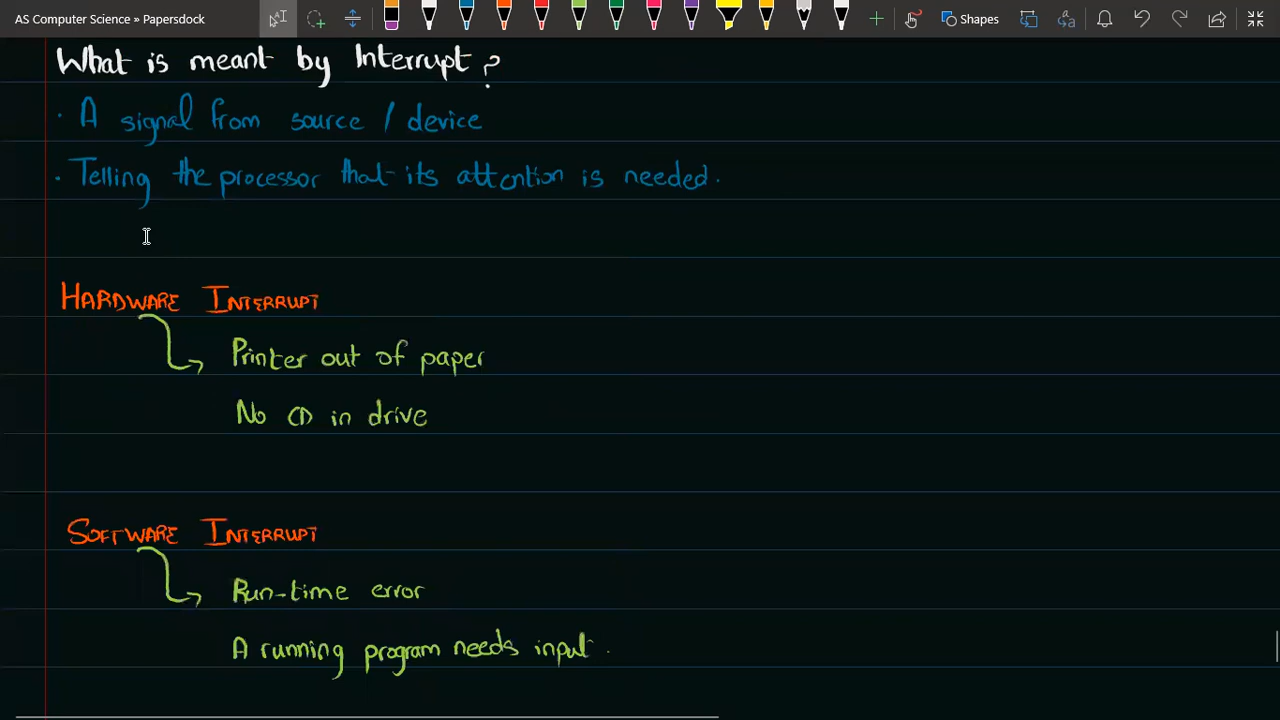 AS Computer Science » Papersdock
Shapes
What is meant by Interrupt?
· A signal from source / device
· Telling the processor that its attention is needed.
HARDWARE INTERRUPT
Printer out of paper
No CD in drive
SOFTWARE INTERRUPT
Run-time error
A running program needs input.